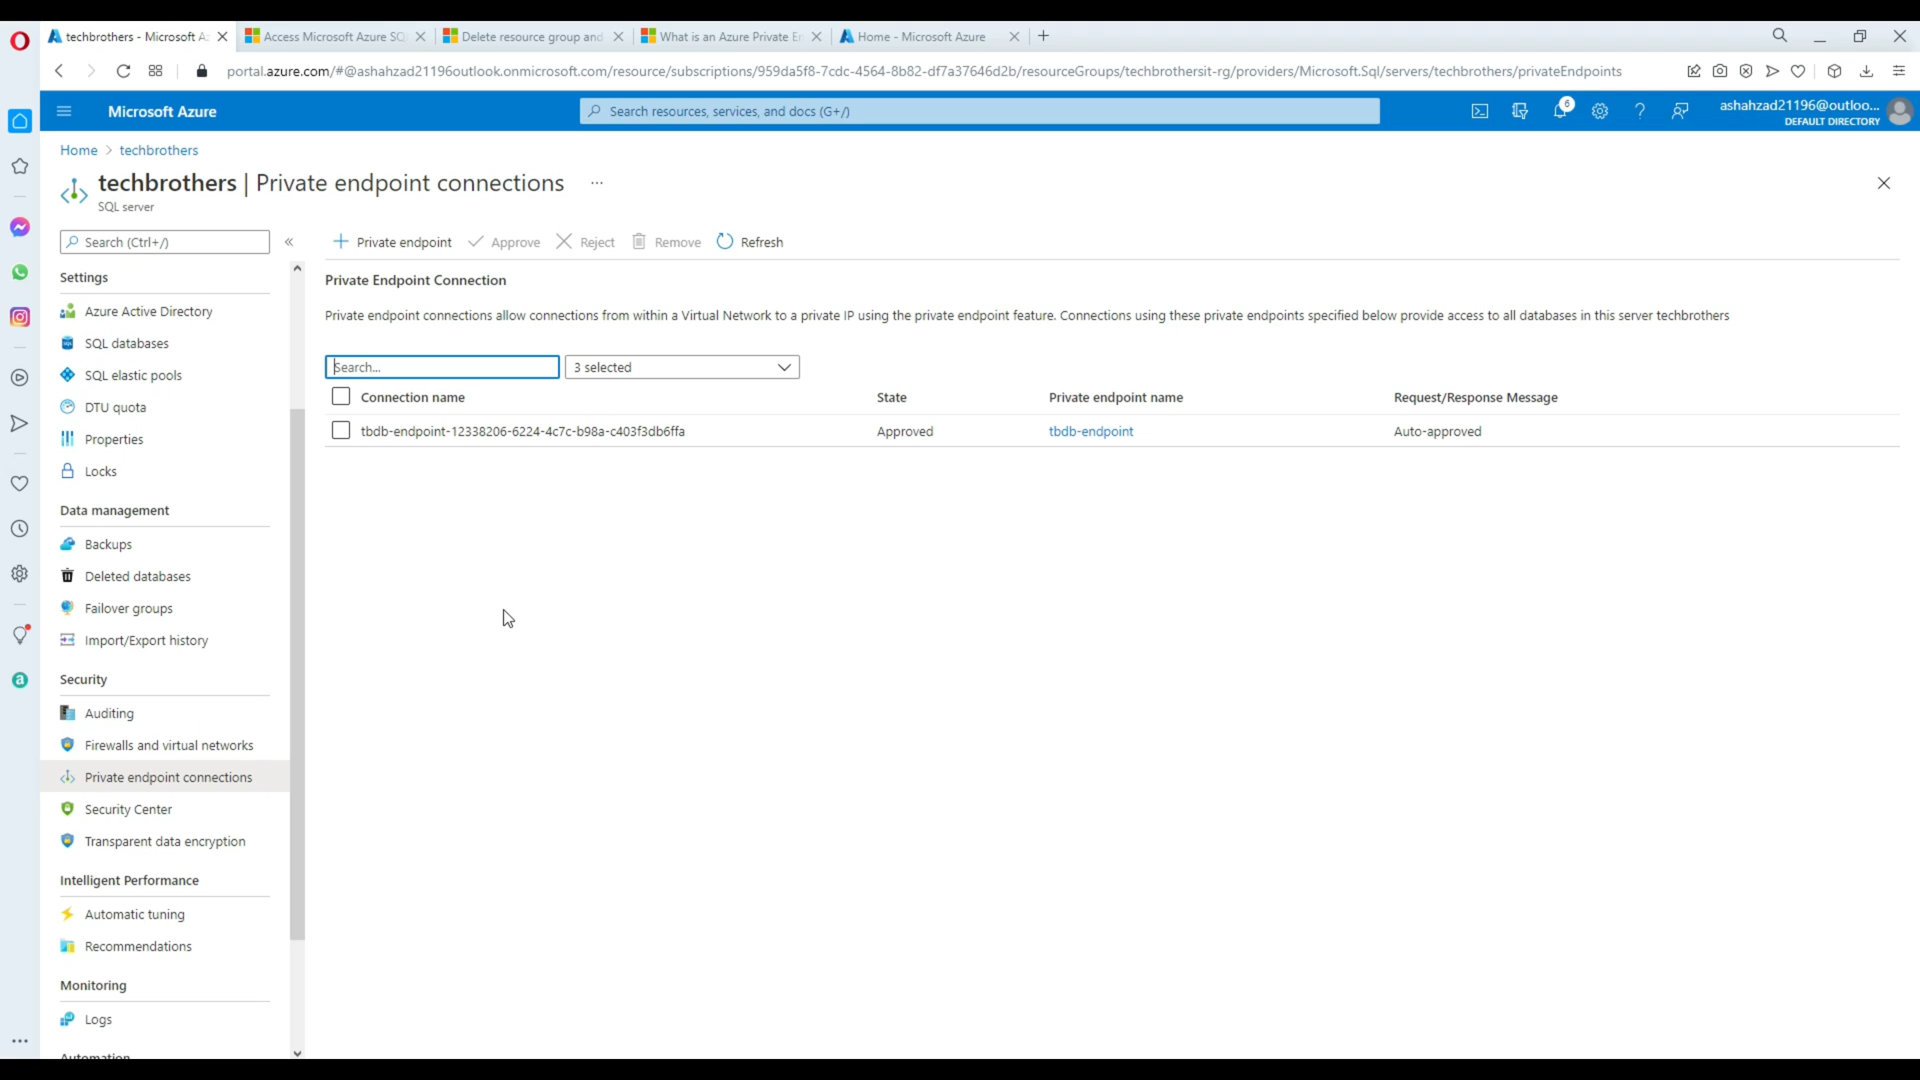 techbrothers - Microsoft A
Access Microsoft Azure SQ
Delete resource group and
What is an Azure Private E
Home - Microsoft Azure
portal.azure.com/#@ashahzad21196outlook.onmicrosoft.com/resource/subscriptions/959da5f8-7cdc-4564-8b82-df7a37646d2b/resourceGroups/techbrothersit-rg/providers/Microsoft.Sql/servers/techbrothers/privateEndpoints
Microsoft Azure
Search resources, services, and docs (G+/)
6
ashahzad21196@outloo...
DEFAULT DIRECTORY
Home > techbrothers
techbrothers | Private endpoint connections ...
SQL server
Search (Ctrl+/)
Private endpoint
Approve
Reject
Remove
Refresh
Settings
Azure Active Directory
SQL databases
SQL elastic pools
DTU quota
Properties
Locks
Data management
Backups
Deleted databases
Failover groups
Import/Export history
Security
Auditing
Firewalls and virtual networks
Private endpoint connections
Security Center
Transparent data encryption
Intelligent Performance
Automatic tuning
Recommendations
Monitoring
Logs
Automation
Private Endpoint Connection
Private endpoint connections allow connections from within a Virtual Network to a private IP using the private endpoint feature. Connections using these private endpoints specified below provide access to all databases in this server techbrothers
Search...
3 selected
Connection name State Private endpoint name Request/Response Message
tbdb-endpoint-12338206-6224-4c7c-b98a-c403f3db6ffa Approved tbdb-endpoint Auto-approved